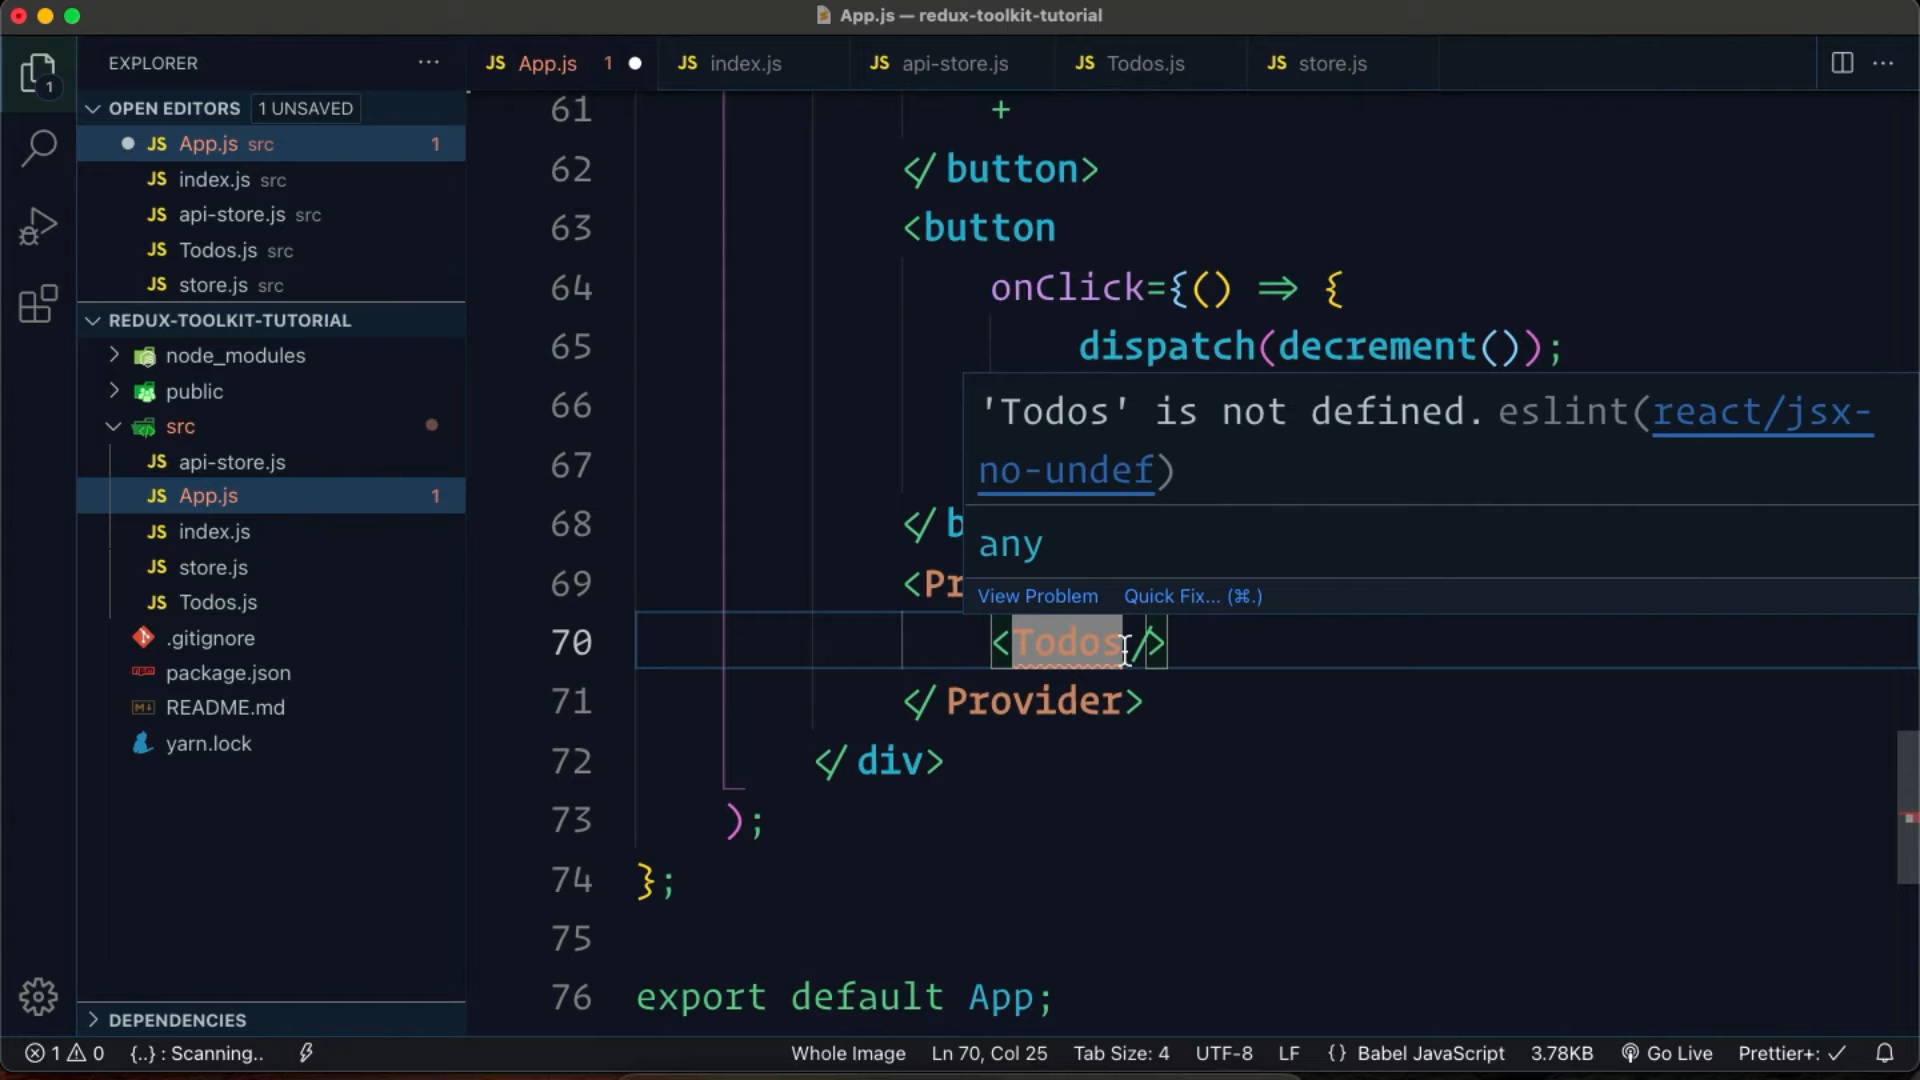 App.js — redux-toolkit-tutorial
EXPLORER
JS App.js 1
JS index.js
JS api-store.js
JS Todos.js
JS store.js
1
OPEN EDITORS 1 UNSAVED
JS App.js src 1
JS index.js src
JS api-store.js src
JS Todos.js src
JS store.js src
REDUX-TOOLKIT-TUTORIAL
node_modules
public
src
JS api-store.js
JS App.js 1
JS index.js
JS store.js
JS Todos.js
.gitignore
package.json
README.md
yarn.lock
DEPENDENCIES
61 +
62 </button>
63 <button
64 onClick={() => {
65 dispatch(decrement());
66
67
68 </b
69 <Pr
70 <Todos/>
71 </Provider>
72 </div>
73 );
74 };
75
76 export default App;
'Todos' is not defined. eslint(react/jsx-
no-undef)
any
View Problem Quick Fix... (⌘.)
1 0 {..} : Scanning.. Whole Image Ln 70, Col 25 Tab Size: 4 UTF-8 LF {} Babel JavaScript 3.78KB Go Live Prettier+: ✓